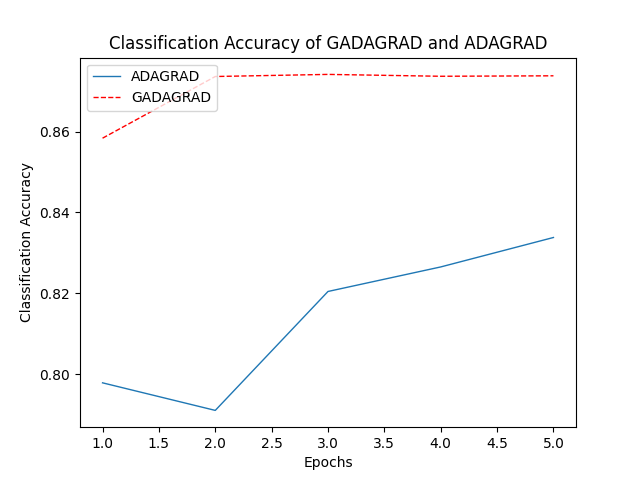 Classification Accuracy of GADAGRAD and ADAGRAD
ADAGRAD
GADAGRAD
Classification Accuracy
0.86
0.84
0.82
0.80
1.0 1.5 2.0 2.5 3.0 3.5 4.0 4.5 5.0
Epochs